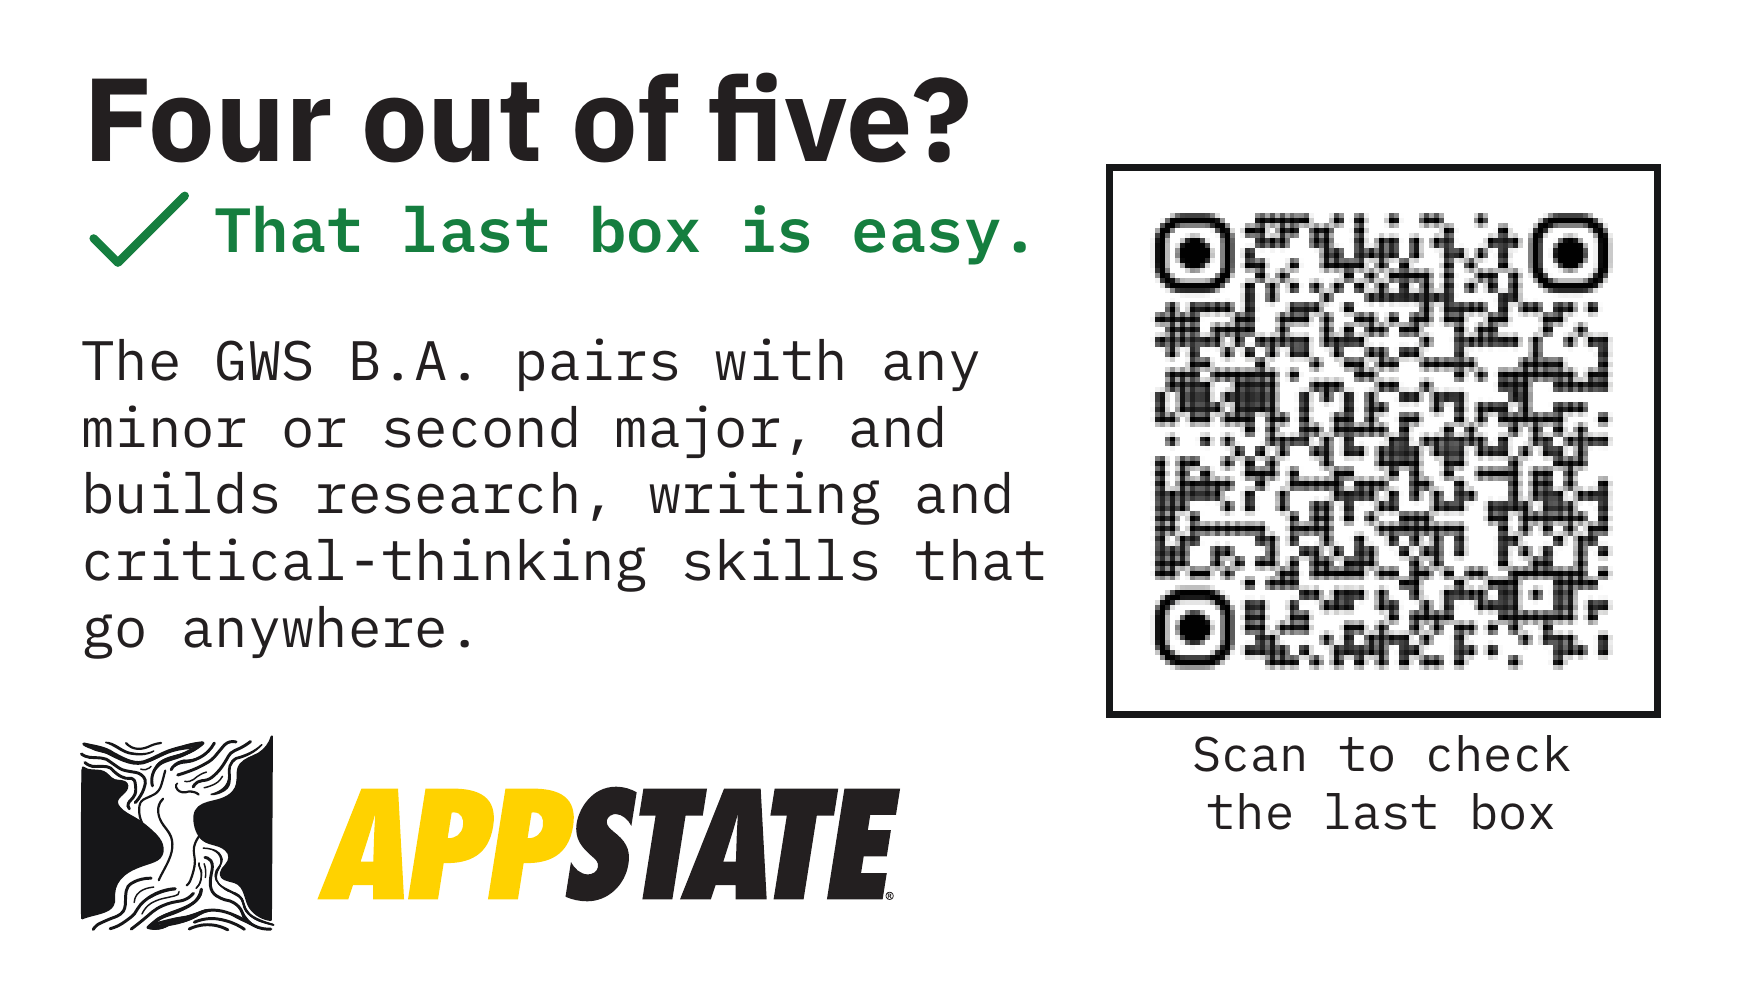 Four out of five?
That last box is easy.
The GWS B.A. pairs with any
minor or second major, and
builds research, writing and
critical-thinking skills that
go anywhere.
APPSTATE®
Scan to check
the last box